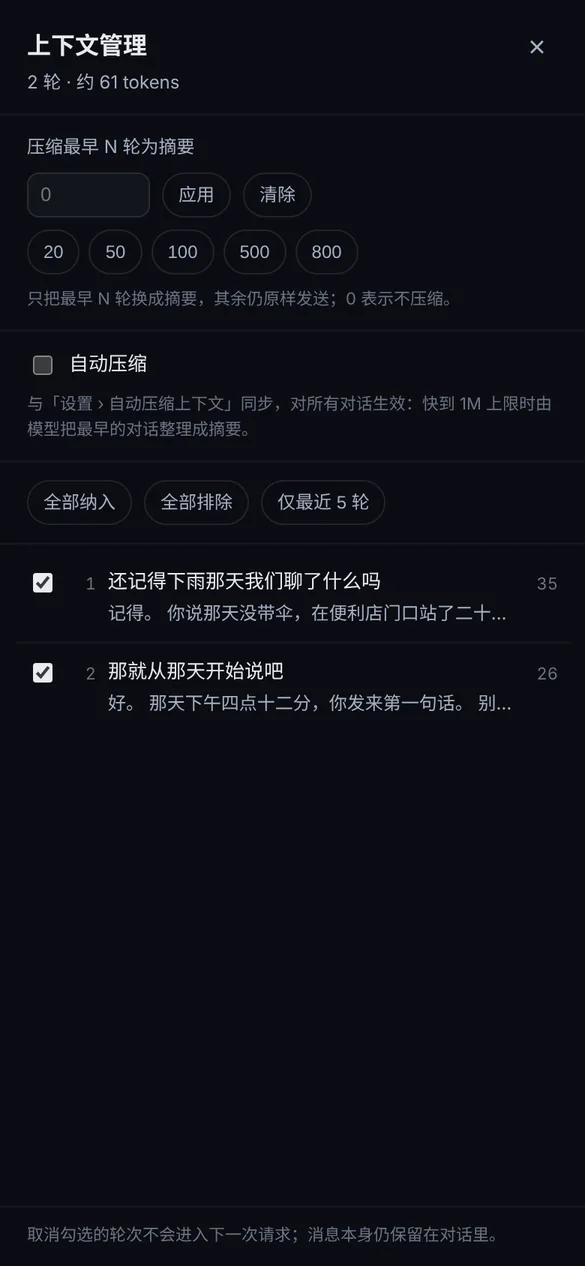 上下文管理
2 轮 · 约 61 tokens
压缩最早 N 轮为摘要
0 应用 清除
20 50 100 500 800
只把最早 N 轮换成摘要，其余仍原样发送；0 表示不压缩。
自动压缩
与「设置 › 自动压缩上下文」同步，对所有对话生效：快到 1M 上限时由
模型把最早的对话整理成摘要。
全部纳入 全部排除 仅最近 5 轮
1 还记得下雨那天我们聊了什么吗 35
记得。 你说那天没带伞，在便利店门口站了二十…
2 那就从那天开始说吧 26
好。 那天下午四点十二分，你发来第一句话。 别…
取消勾选的轮次不会进入下一次请求；消息本身仍保留在对话里。